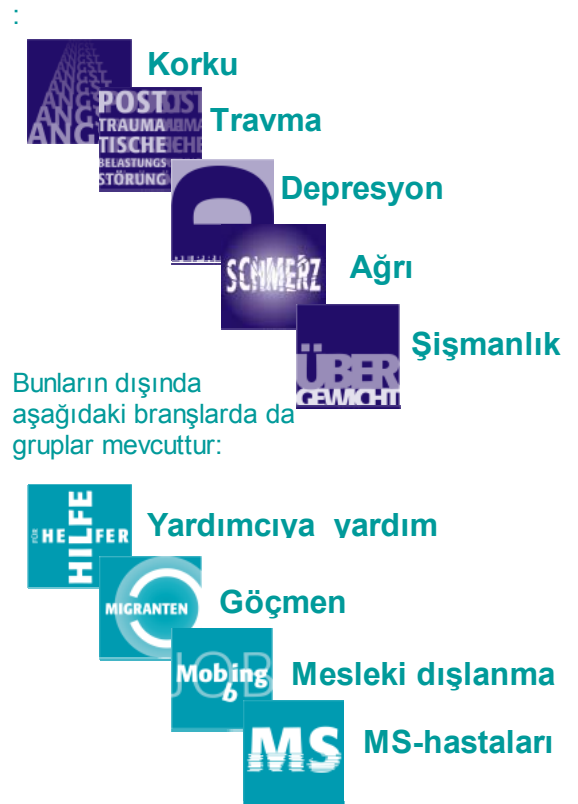 :
ANGST
Korku
POST
TRAUMA
TISCHE
BELASTUNGS
STÖRUNG
Travma
D
Depresyon
SCHMERZ
Ağrı
ÜBER
GEWICHT
Şişmanlık
Bunların dışında
aşağıdaki branşlarda da
gruplar mevcuttur:
HILFE
FÜR HELFER
Yardımcıya yardım
MIGRANTEN
Göçmen
JOB
Mobbing
Mesleki dışlanma
MS
MS-hastaları